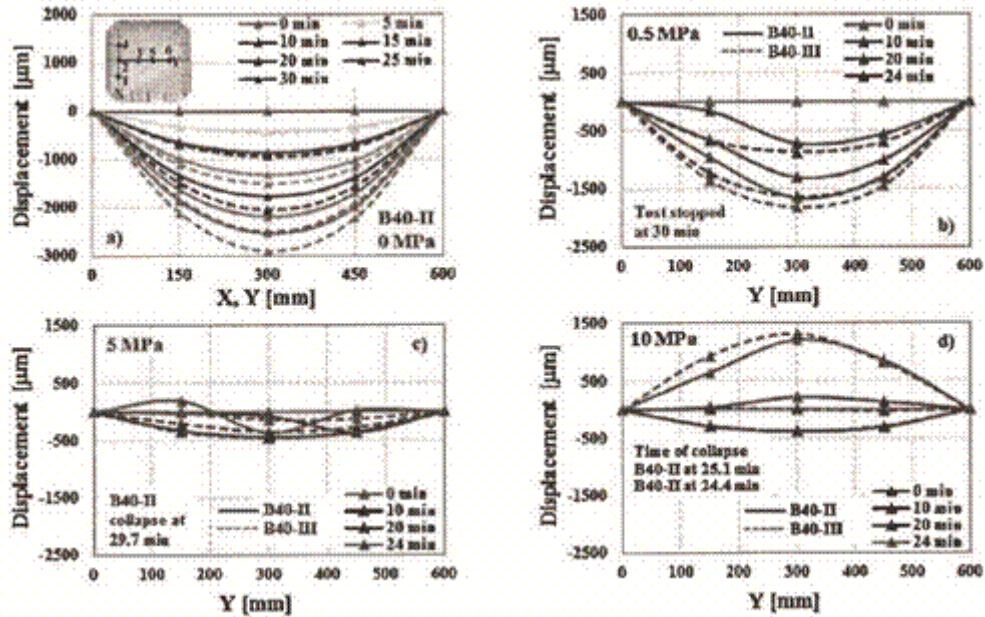 2000
1000
0
-1000
-2000
-3000
Displacement [µm]
0 min
5 min
10 min
15 min
20 min
25 min
30 min
a)
B40-II
0 MPa
0
150
300
450
600
X, Y [mm]
1500
500
-500
-1500
-2500
Displacement [µm]
0.5 MPa
B40-II
B40-III
0 min
10 min
20 min
24 min
Test stopped
at 30 min
b)
0
100
200
300
400
500
600
Y [mm]
1500
500
-500
-1500
-2500
Displacement [µm]
5 MPa
c)
B40-II
collapse at
29.7 min
B40-II
B40-III
0 min
10 min
20 min
24 min
0
100
200
300
400
500
600
Y [mm]
1500
500
-500
-1500
-2500
Displacement [µm]
10 MPa
d)
Time of collapse
B40-II at 25.1 min
B40-II at 24.4 min
B40-II
B40-III
0 min
10 min
20 min
24 min
0
100
200
300
400
500
600
Y [mm]